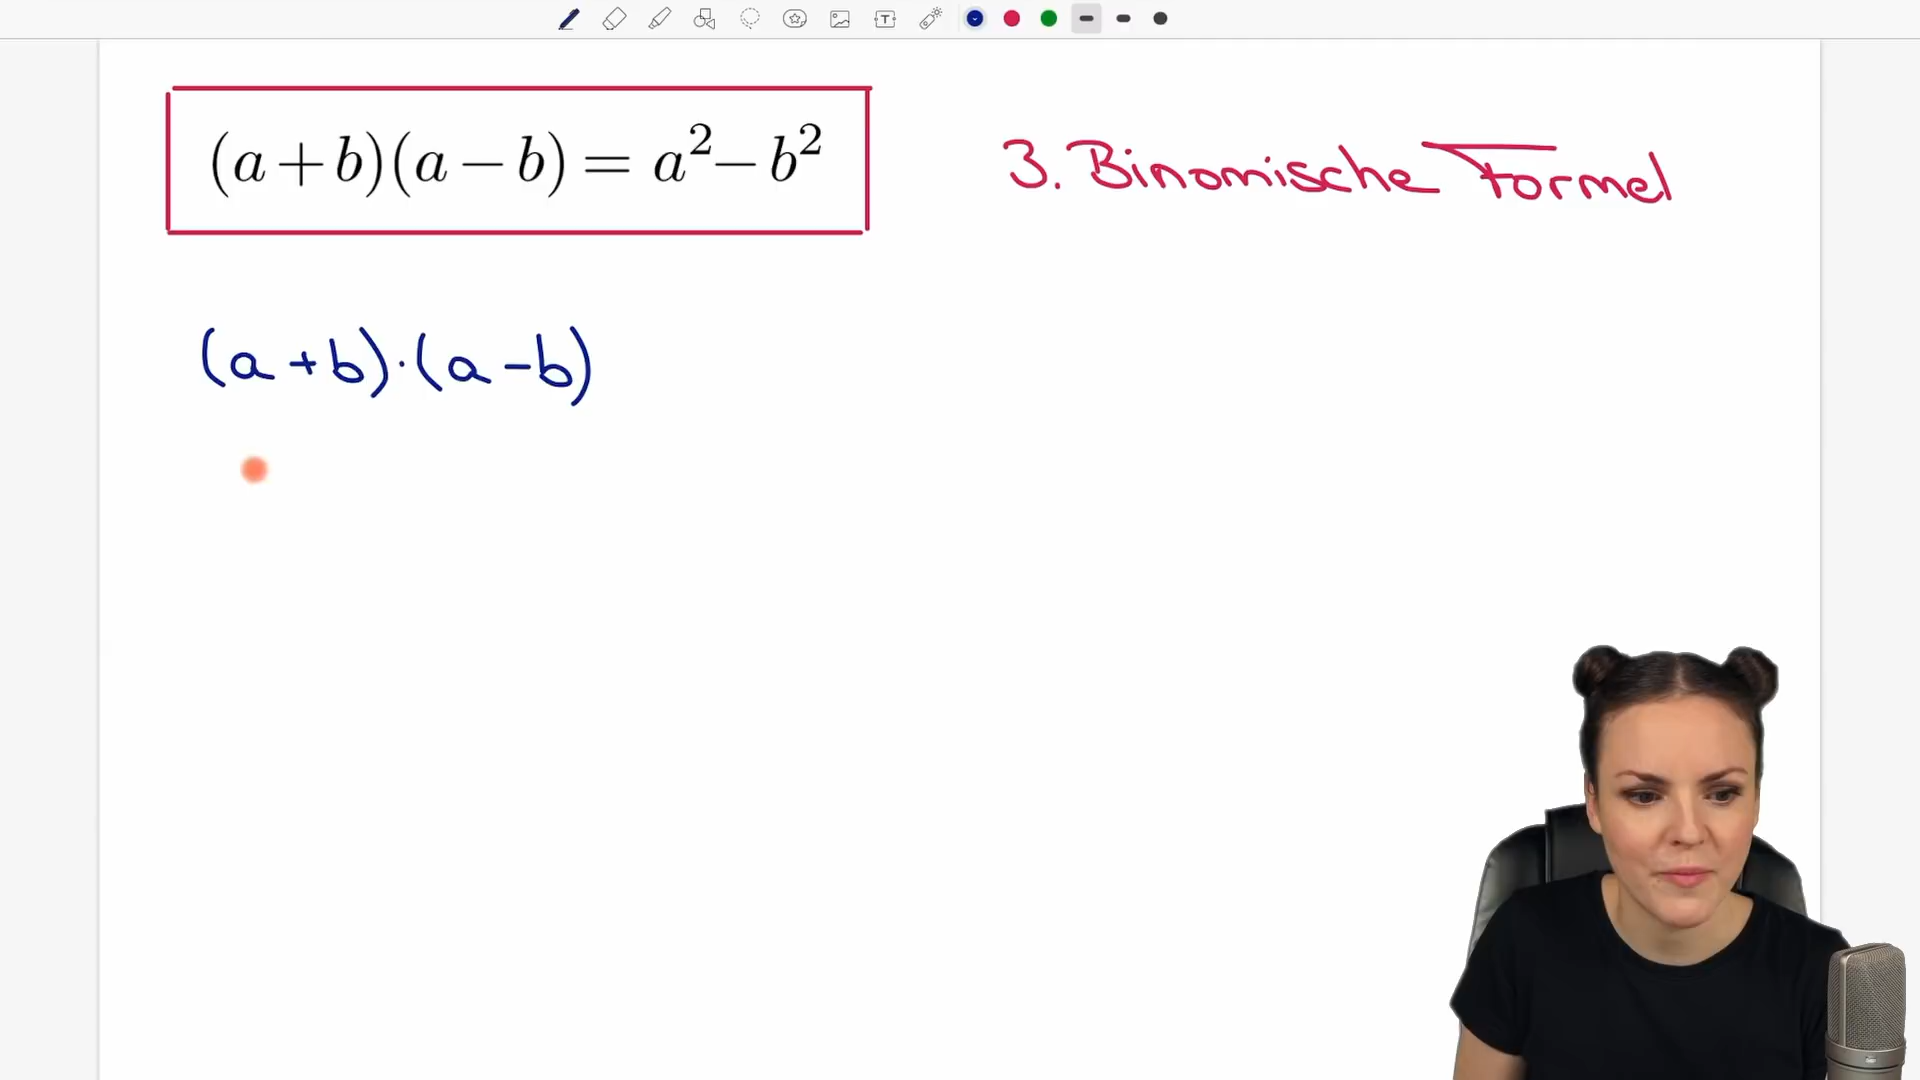 (a + b)(a − b) = a² − b²
3. Binomische Formel
(a + b) · (a − b)